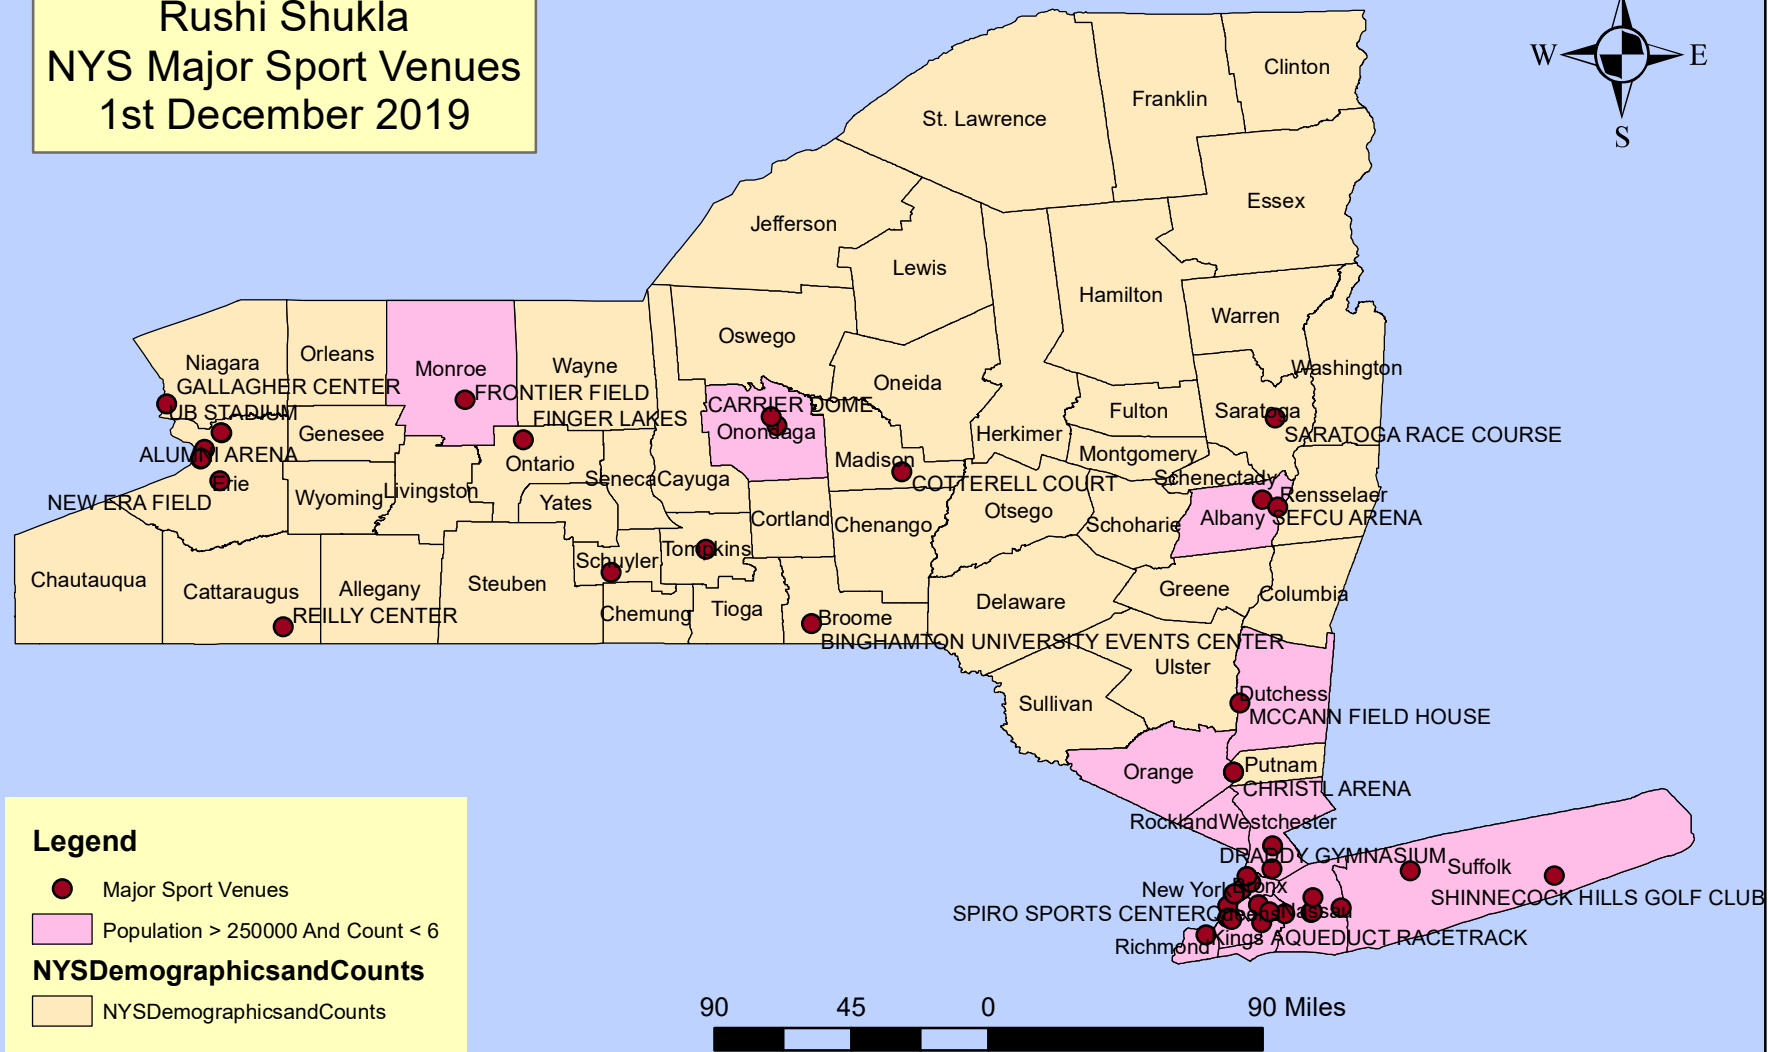 Rushi Shukla
NYS Major Sport Venues
1st December 2019
W
E
S
Clinton
Franklin
St. Lawrence
Essex
Jefferson
Lewis
Hamilton
Warren
Oswego
Orleans
Niagara
Monroe
Wayne
Washington
GALLAGHER CENTER
FRONTIER FIELD
Oneida
CARRIER DOME
Fulton
Saratoga
UB STADIUM
FINGER LAKES
Genesee
Onondaga
Herkimer
SARATOGA RACE COURSE
ALUMNI ARENA
Ontario
Madison
Montgomery
Erie
Livingston
Seneca
Cayuga
COTTERELL COURT
Schenectady
Rensselaer
NEW ERA FIELD
Wyoming
Yates
Cortland
Chenango
Otsego
Schoharie
Albany
SEFCU ARENA
Tompkins
Schuyler
Chautauqua
Cattaraugus
Allegany
Steuben
Greene
Columbia
Delaware
REILLY CENTER
Chemung
Tioga
Broome
BINGHAMTON UNIVERSITY EVENTS CENTER
Ulster
Sullivan
Dutchess
MCCANN FIELD HOUSE
Orange
Putnam
CHRISTL ARENA
Rockland
Westchester
DRADDY GYMNASIUM
Suffolk
New York
Bronx
SHINNECOCK HILLS GOLF CLUB
SPIRO SPORTS CENTER
Queens
Nassau
Richmond
Kings
AQUEDUCT RACETRACK
Legend
Major Sport Venues
Population > 250000 And Count < 6
NYSDemographicsandCounts
NYSDemographicsandCounts
90 45 0 90 Miles